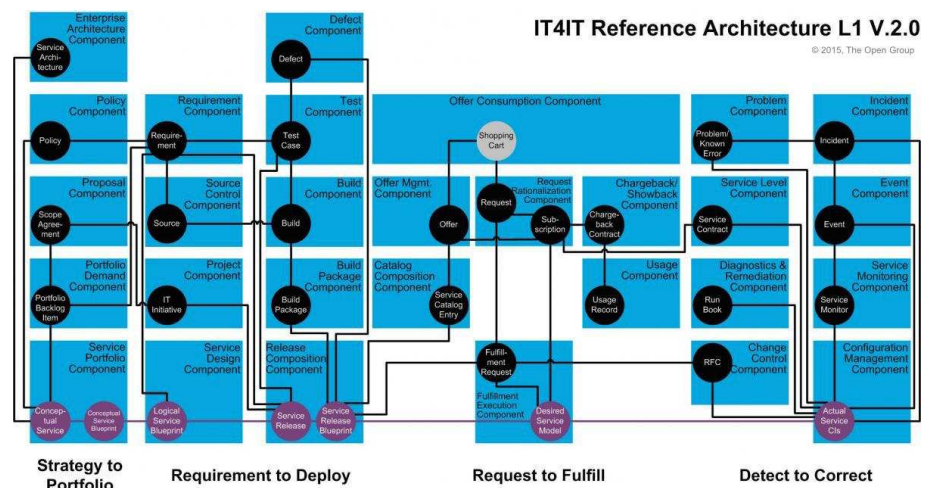 IT4IT Reference Architecture L1 V.2.0
© 2015, The Open Group
Enterprise
Architecture
Component
Service
Archi-
tecture
Defect
Component
Defect
Policy
Component
Policy
Requirement
Component
Require-
ment
Test
Component
Test
Case
Offer Consumption Component
Shopping
Cart
Problem
Component
Problem/
Known
Error
Incident
Component
Incident
Proposal
Component
Scope
Agree-
ment
Source
Control
Component
Source
Build
Component
Build
Offer Mgmt.
Component
Offer
Request
Rationalization
Component
Request
Sub-
scription
Chargeback/
Showback
Component
Charge-
back
Contract
Service Level
Component
Service
Contract
Event
Component
Event
Portfolio
Demand
Component
Portfolio
Backlog
Item
Project
Component
IT
Initiative
Build
Package
Component
Build
Package
Catalog
Composition
Component
Service
Catalog
Entry
Usage
Component
Usage
Record
Diagnostics &
Remediation
Component
Run
Book
Service
Monitoring
Component
Service
Monitor
Service
Portfolio
Component
Concep-
tual
Service
Conceptual
Service
Blueprint
Service
Design
Component
Logical
Service
Blueprint
Release
Composition
Component
Service
Release
Service
Release
Blueprint
Fulfill-
ment
Request
Fulfillment
Execution
Component
Desired
Service
Model
Change
Control
Component
RFC
Configuration
Management
Component
Actual
Service
CIs
Strategy to
Portfolio
Requirement to Deploy
Request to Fulfill
Detect to Correct